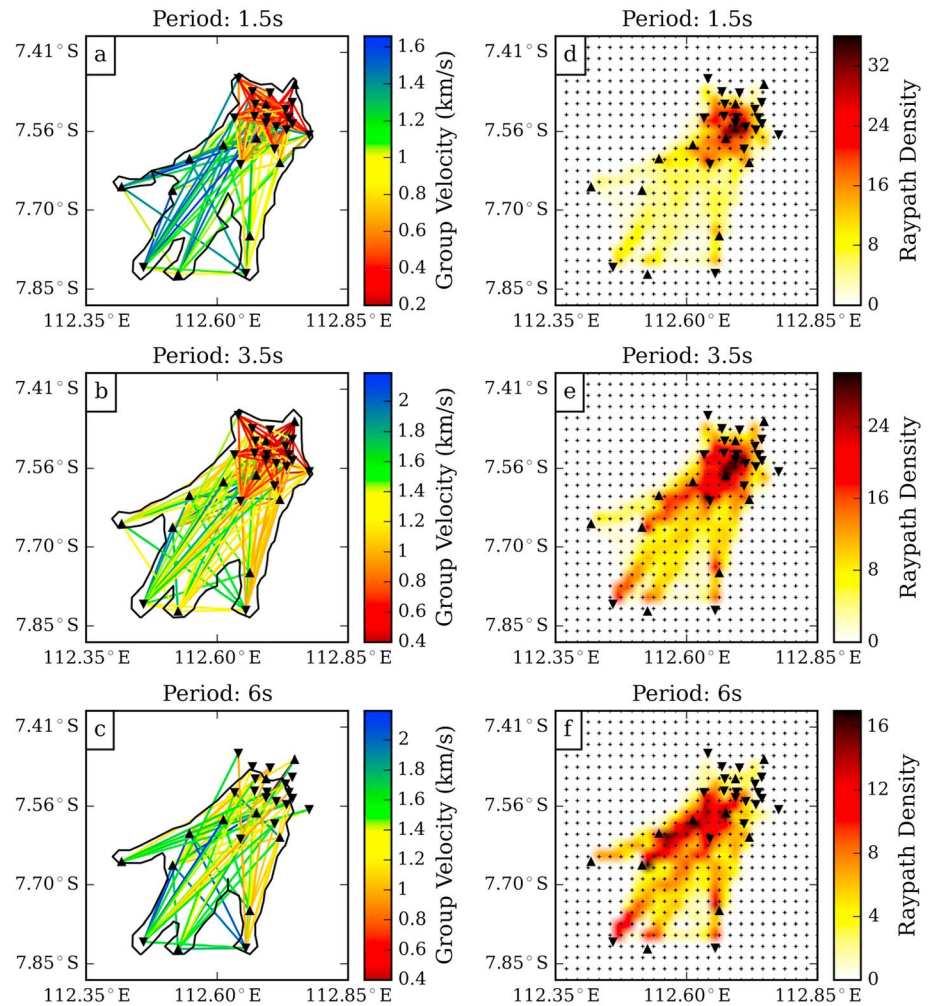 Period: 1.5s
a
7.41°S
7.56°S
7.70°S
7.85°S
112.35°E 112.60°E 112.85°E
1.6
1.4
1.2
1
0.8
0.6
0.4
0.2
Group Velocity (km/s)
Period: 1.5s
d
7.41°S
7.56°S
7.70°S
7.85°S
112.35°E 112.60°E 112.85°E
32
24
16
8
0
Raypath Density
Period: 3.5s
b
7.41°S
7.56°S
7.70°S
7.85°S
112.35°E 112.60°E 112.85°E
2
1.8
1.6
1.4
1.2
1
0.8
0.6
0.4
Group Velocity (km/s)
Period: 3.5s
e
7.41°S
7.56°S
7.70°S
7.85°S
112.35°E 112.60°E 112.85°E
24
16
8
0
Raypath Density
Period: 6s
c
7.41°S
7.56°S
7.70°S
7.85°S
112.35°E 112.60°E 112.85°E
2
1.8
1.6
1.4
1.2
1
0.8
0.6
0.4
Group Velocity (km/s)
Period: 6s
f
7.41°S
7.56°S
7.70°S
7.85°S
112.35°E 112.60°E 112.85°E
16
12
8
4
0
Raypath Density